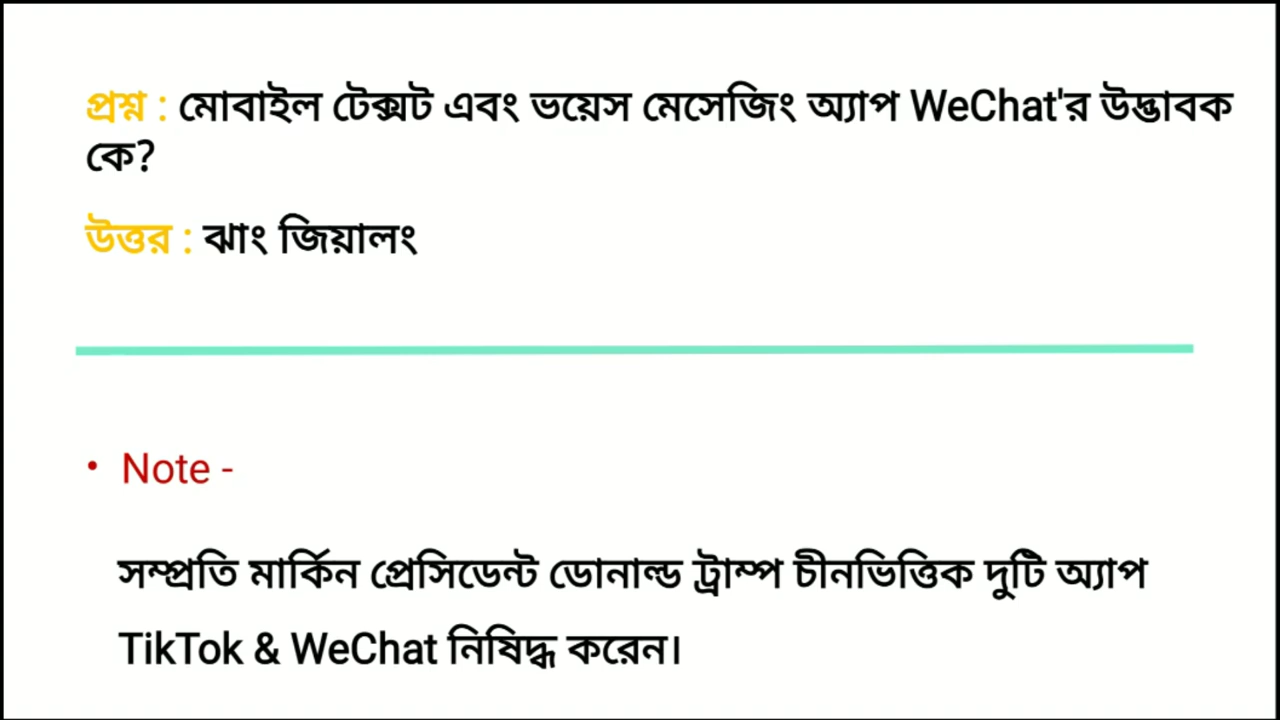 প্রশ্ন : মোবাইল টেক্সট এবং ভয়েস মেসেজিং অ্যাপ WeChat'র উদ্ভাবক
কে?
উত্তর : ঝাং জিয়ালং
• Note -
সম্প্রতি মার্কিন প্রেসিডেন্ট ডোনাল্ড ট্রাম্প চীনভিত্তিক দুটি অ্যাপ
TikTok & WeChat নিষিদ্ধ করেন।